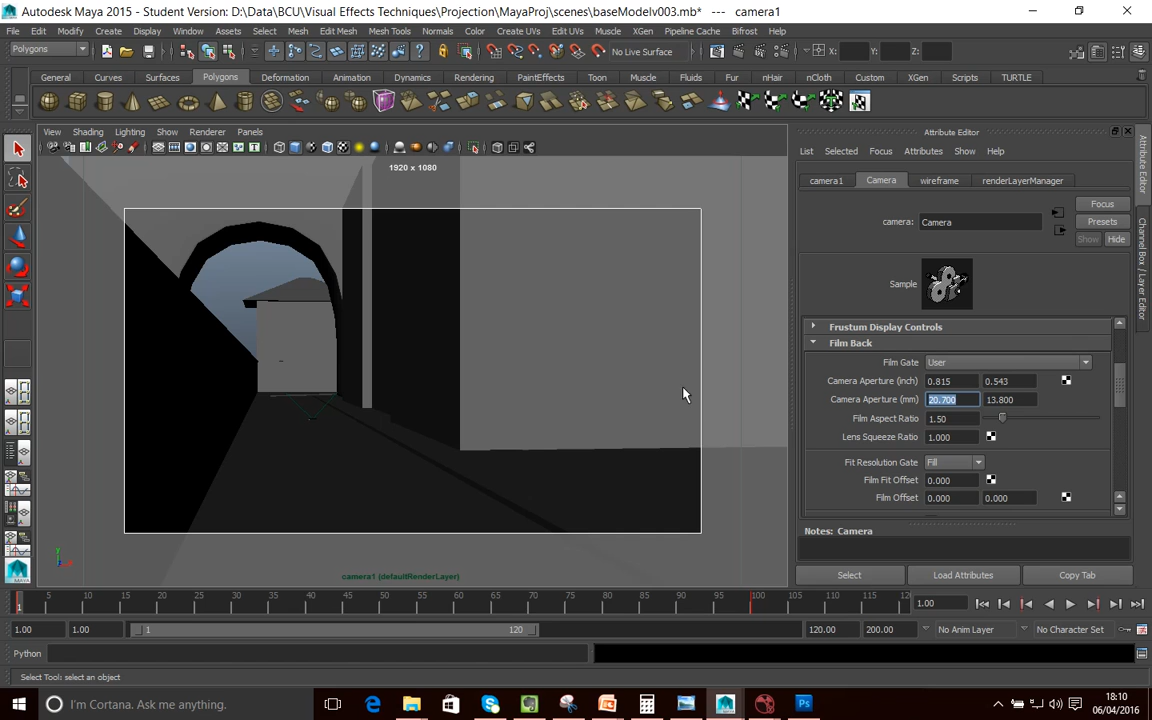 Autodesk Maya 2015 - Student Version: D:\Data\BCU\Visual Effects Techniques\Projection\MayaProj\scenes\baseModelv003.mb* --- camera1
File Edit Modify Create Display Window Assets Select Mesh Edit Mesh Mesh Tools Normals Color Create UVs Edit UVs Muscle XGen Pipeline Cache Bifrost Help
Polygons No Live Surface X: Y: Z:
General Curves Surfaces Polygons Deformation Animation Dynamics Rendering PaintEffects Toon Muscle Fluids Fur nHair nCloth Custom XGen Scripts TURTLE
View Shading Lighting Show Renderer Panels
1920 x 1080
camera1 (defaultRenderLayer)
Attribute Editor
List Selected Focus Attributes Show Help
camera1 Camera wireframe renderLayerManager
Focus
camera: Camera Presets
Show Hide
Sample
Frustum Display Controls
Film Back
Film Gate User
Camera Aperture (inch) 0.815 0.543
Camera Aperture (mm) 20.700 13.800
Film Aspect Ratio 1.50
Lens Squeeze Ratio 1.000
Fit Resolution Gate Fill
Film Fit Offset 0.000
Film Offset 0.000 0.000
Notes: Camera
Select Load Attributes Copy Tab
Attribute Editor
Channel Box / Layer Editor
1 5 10 15 20 25 30 35 40 45 50 55 60 65 70 75 80 85 90 95 100 105 110 115 12 1.00
1.00 1.00 1 120 120.00 200.00 No Anim Layer No Character Set
Python
Select Tool: select an object
I'm Cortana. Ask me anything.
18:10
06/04/2016